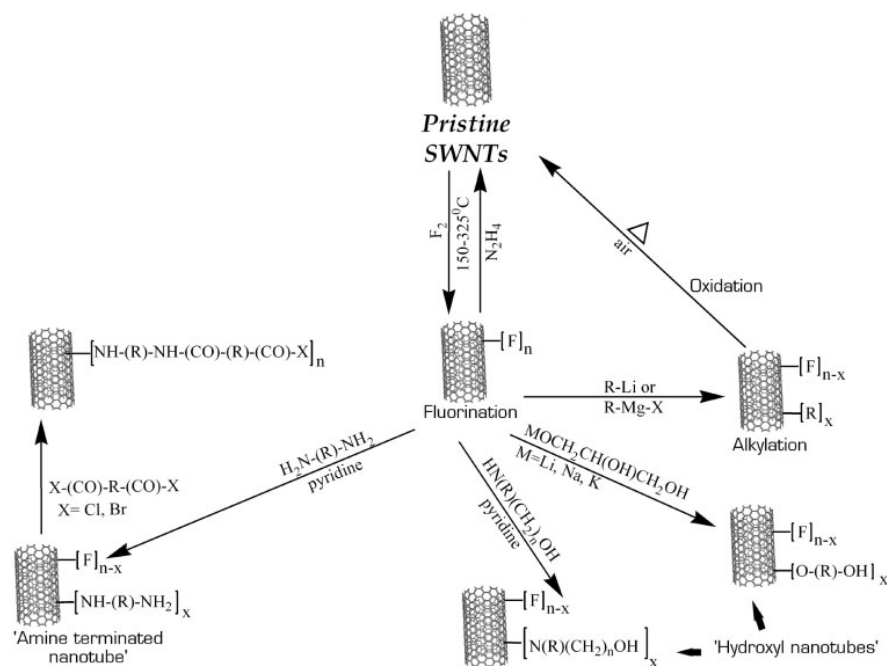 Pristine
SWNTs
F₂
150-325⁰C
N₂H₄
air
Oxidation
[F]ₙ
Fluorination
[NH-(R)-NH-(CO)-(R)-(CO)-X]ₙ
R-Li or
R-Mg-X
[F]ₙ₋ₓ
[R]ₓ
Alkylation
H₂N-(R)-NH₂
pyridine
HN(R)(CH₂)ₙOH
pyridine
MOCH₂CH(OH)CH₂OH
M=Li, Na, K
X-(CO)-R-(CO)-X
X= Cl, Br
[F]ₙ₋ₓ
[NH-(R)-NH2]ₓ
'Amine terminated
nanotube'
[F]ₙ₋ₓ
[O-(R)-OH]ₓ
[F]ₙ₋ₓ
[N(R)(CH₂)ₙOH]ₓ
'Hydroxyl nanotubes'